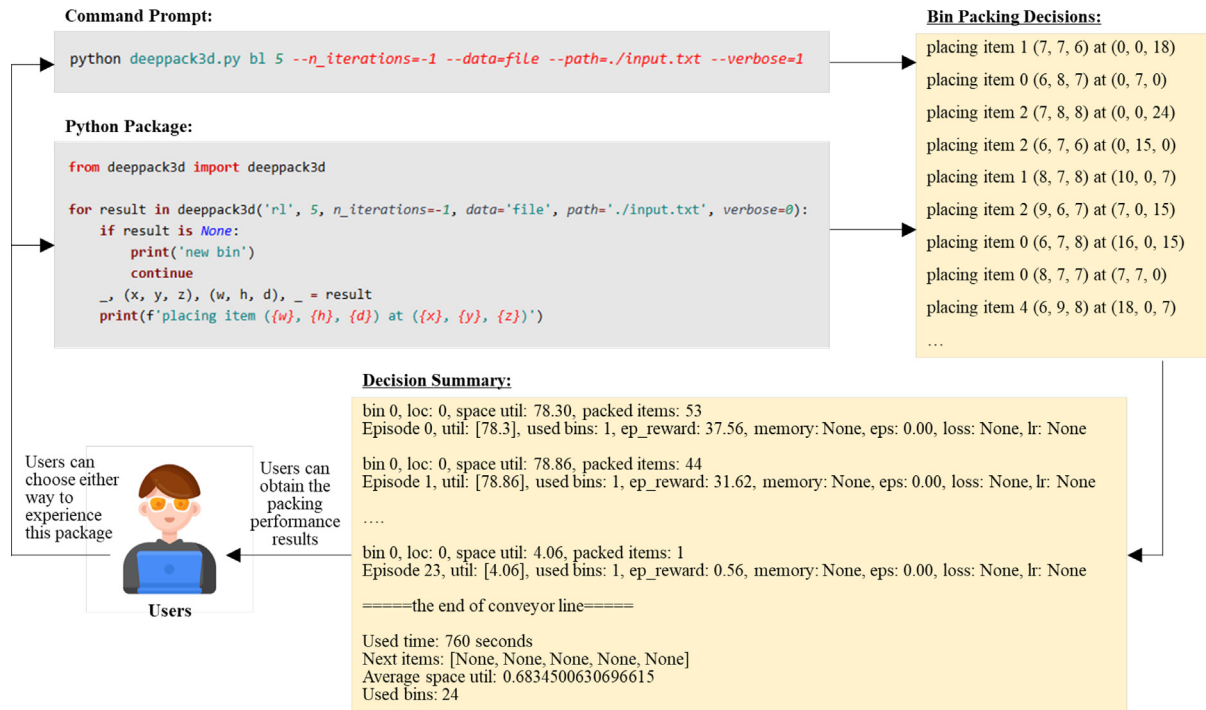 Command Prompt:
python deeppack3d.py bl 5 --n_iterations=-1 --data=file --path=./input.txt --verbose=1
Python Package:
from deeppack3d import deeppack3d
for result in deeppack3d('rl', 5, n_iterations=-1, data='file', path='./input.txt', verbose=0):
if result is None:
print('new bin')
continue
_, (x, y, z), (w, h, d), _ = result
print(f'placing item ({w}, {h}, {d}) at ({x}, {y}, {z})')
Bin Packing Decisions:
placing item 1 (7, 7, 6) at (0, 0, 18)
placing item 0 (6, 8, 7) at (0, 7, 0)
placing item 2 (7, 8, 8) at (0, 0, 24)
placing item 2 (6, 7, 6) at (0, 15, 0)
placing item 1 (8, 7, 8) at (10, 0, 7)
placing item 2 (9, 6, 7) at (7, 0, 15)
placing item 0 (6, 7, 8) at (16, 0, 15)
placing item 0 (8, 7, 7) at (7, 7, 0)
placing item 4 (6, 9, 8) at (18, 0, 7)
…
Decision Summary:
bin 0, loc: 0, space util: 78.30, packed items: 53
Episode 0, util: [78.3], used bins: 1, ep_reward: 37.56, memory: None, eps: 0.00, loss: None, lr: None
bin 0, loc: 0, space util: 78.86, packed items: 44
Episode 1, util: [78.86], used bins: 1, ep_reward: 31.62, memory: None, eps: 0.00, loss: None, lr: None
….
bin 0, loc: 0, space util: 4.06, packed items: 1
Episode 23, util: [4.06], used bins: 1, ep_reward: 0.56, memory: None, eps: 0.00, loss: None, lr: None
=====the end of conveyor line=====
Used time: 760 seconds
Next items: [None, None, None, None, None]
Average space util: 0.6834500630696615
Used bins: 24
Users can
choose either
way to
experience
this package
Users can
obtain the
packing
performance
results
Users